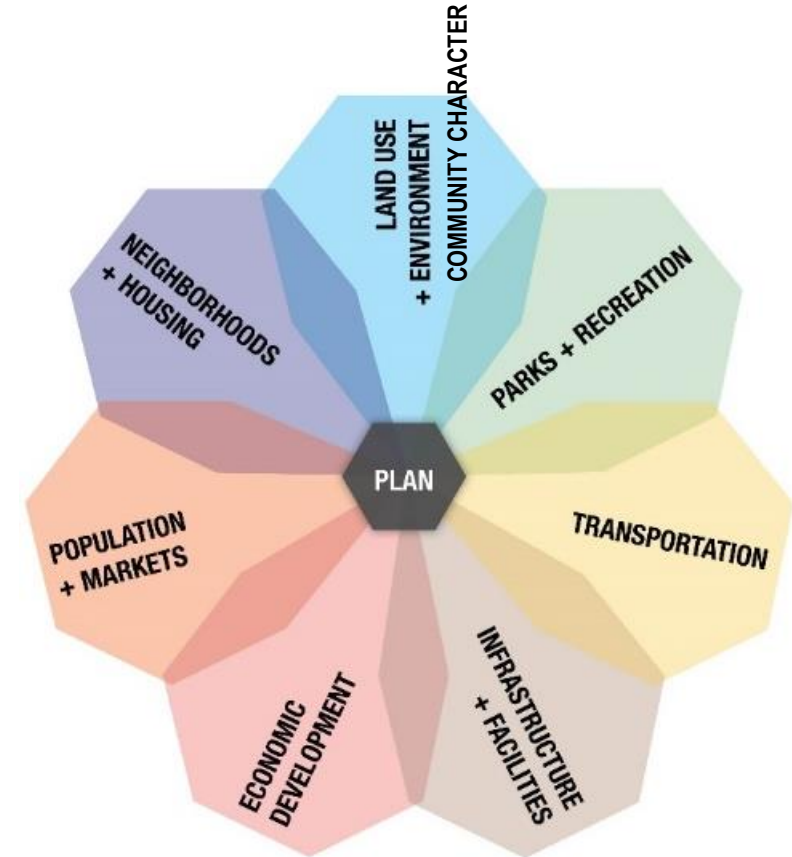 LAND USE
+ ENVIRONMENT
COMMUNITY CHARACTER
PARKS + RECREATION
TRANSPORTATION
INFRASTRUCTURE
+ FACILITIES
ECONOMIC
DEVELOPMENT
POPULATION
+ MARKETS
NEIGHBORHOODS
+ HOUSING
PLAN